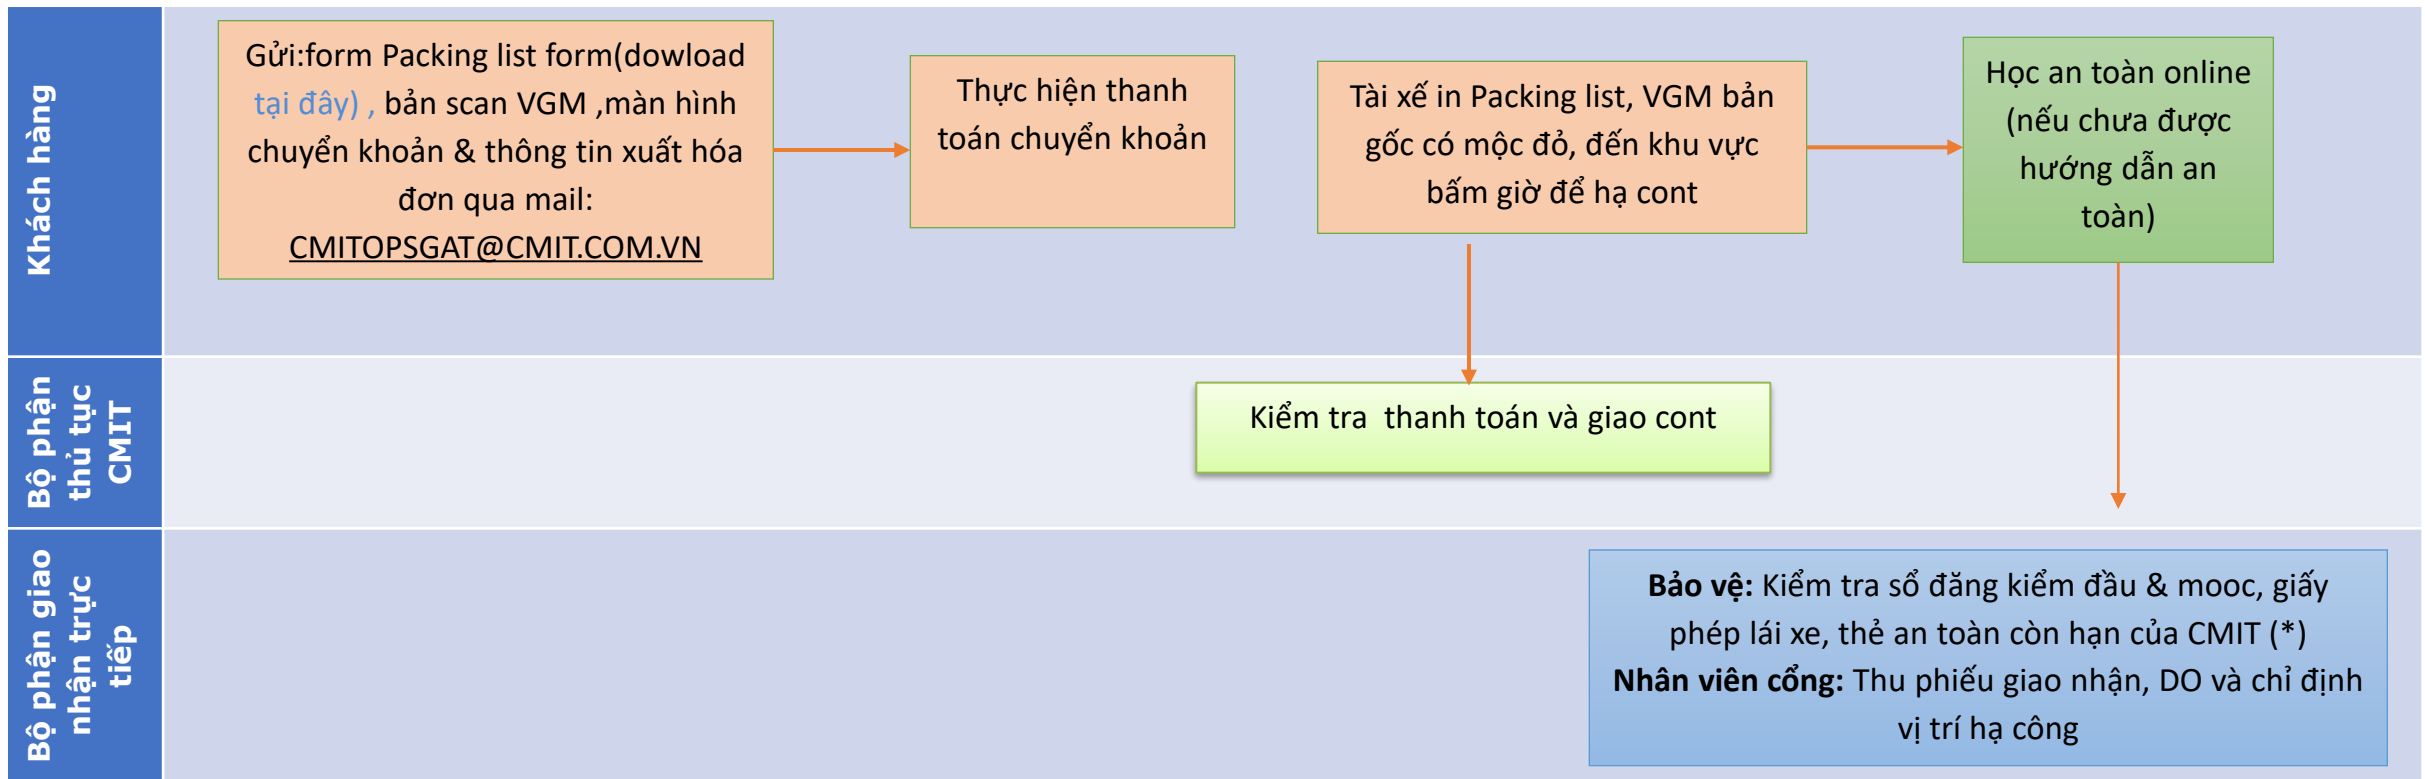 Khách hàng
Gửi:form Packing list form(dowload
tại đây) , bản scan VGM ,màn hình
chuyển khoản & thông tin xuất hóa
đơn qua mail:
CMITOPSGAT@CMIT.COM.VN
Thực hiện thanh
toán chuyển khoản
Tài xế in Packing list, VGM bản
gốc có mộc đỏ, đến khu vực
bấm giờ để hạ cont
Học an toàn online
(nếu chưa được
hướng dẫn an
toàn)
Bộ phận
thủ tục
CMIT
Kiểm tra thanh toán và giao cont
Bộ phận giao
nhận trực
tiếp
Bảo vệ: Kiểm tra sổ đăng kiểm đầu & mooc, giấy
phép lái xe, thẻ an toàn còn hạn của CMIT (*)
Nhân viên cổng: Thu phiếu giao nhận, DO và chỉ định
vị trí hạ công